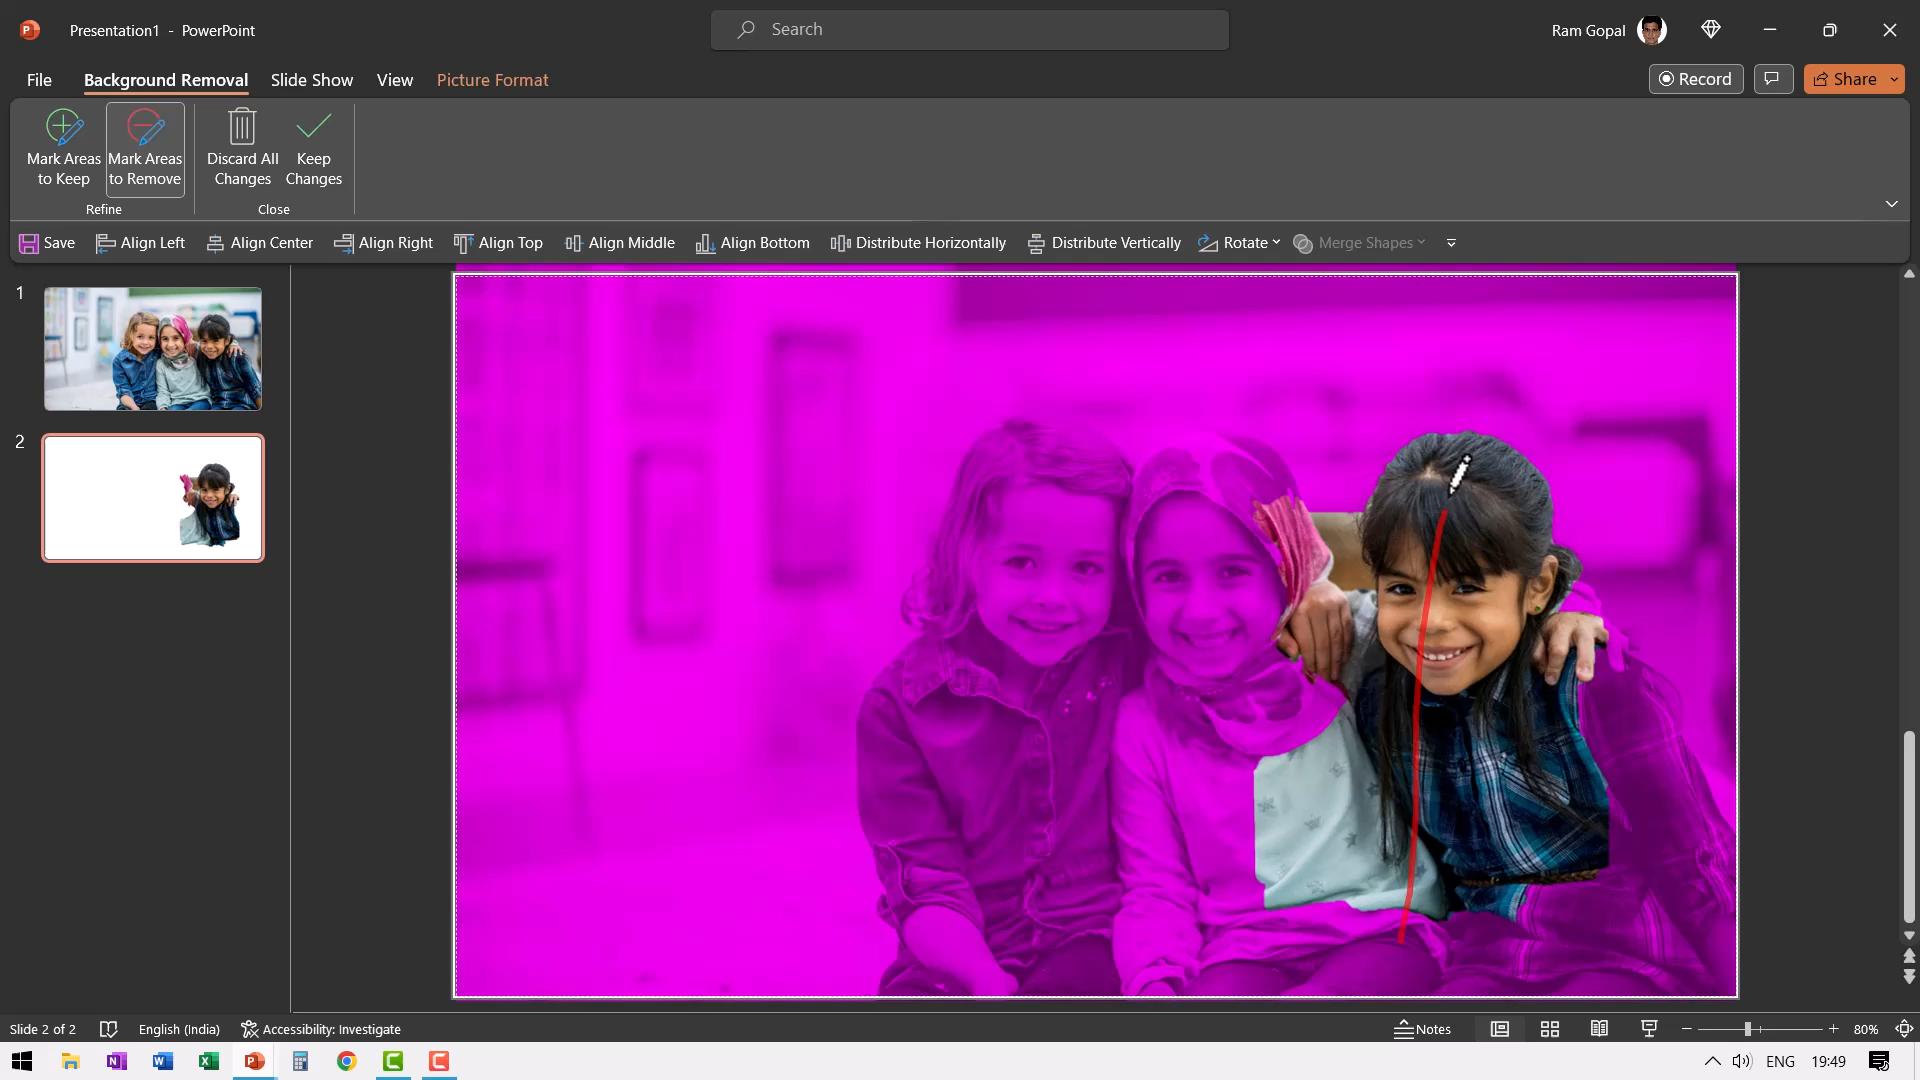 Presentation1 - PowerPoint
Search
Ram Gopal
File
Background Removal
Slide Show
View
Picture Format
Record
Share
Mark Areas to Keep
Mark Areas to Remove
Discard All Changes
Keep Changes
Refine
Close
Save
Align Left
Align Center
Align Right
Align Top
Align Middle
Align Bottom
Distribute Horizontally
Distribute Vertically
Rotate
Merge Shapes
1
2
Slide 2 of 2
English (India)
Accessibility: Investigate
Notes
80%
ENG
19:49